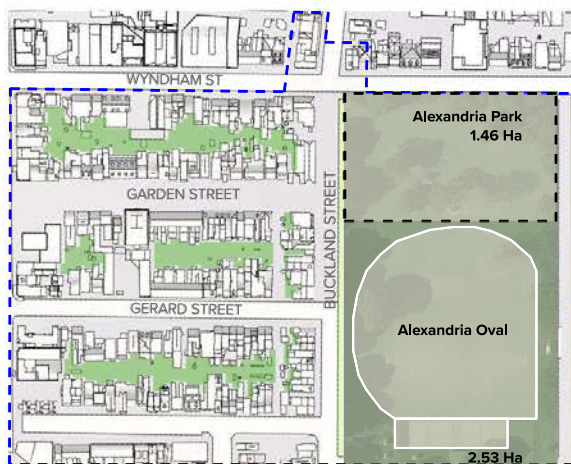 WYNDHAM ST
Alexandria Park
1.46 Ha
GARDEN STREET
BUCKLAND STREET
GERARD STREET
Alexandria Oval
2.53 Ha